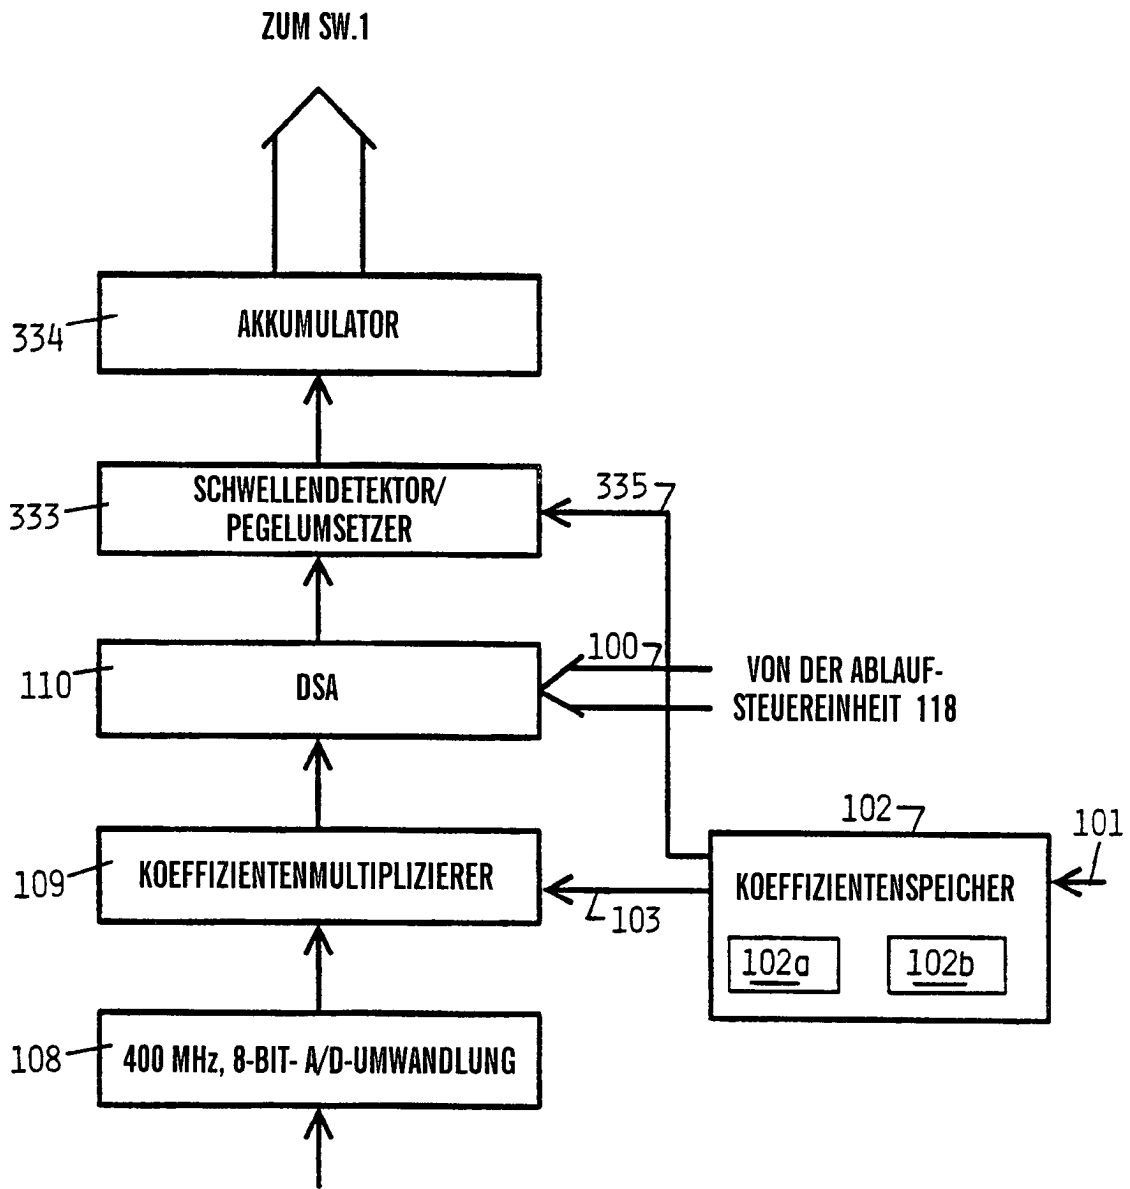 ZUM SW.1
AKKUMULATOR
334
SCHWELLENDETEKTOR/
PEGELUMSETZER
333
335
DSA
110
100
VON DER ABLAUF-
STEUEREINHEIT 118
KOEFFIZIENTENMULTIPLIZIERER
109
102
101
KOEFFIZIENTENSPEICHER
103
102a
102b
400 MHz, 8-BIT- A/D-UMWANDLUNG
108